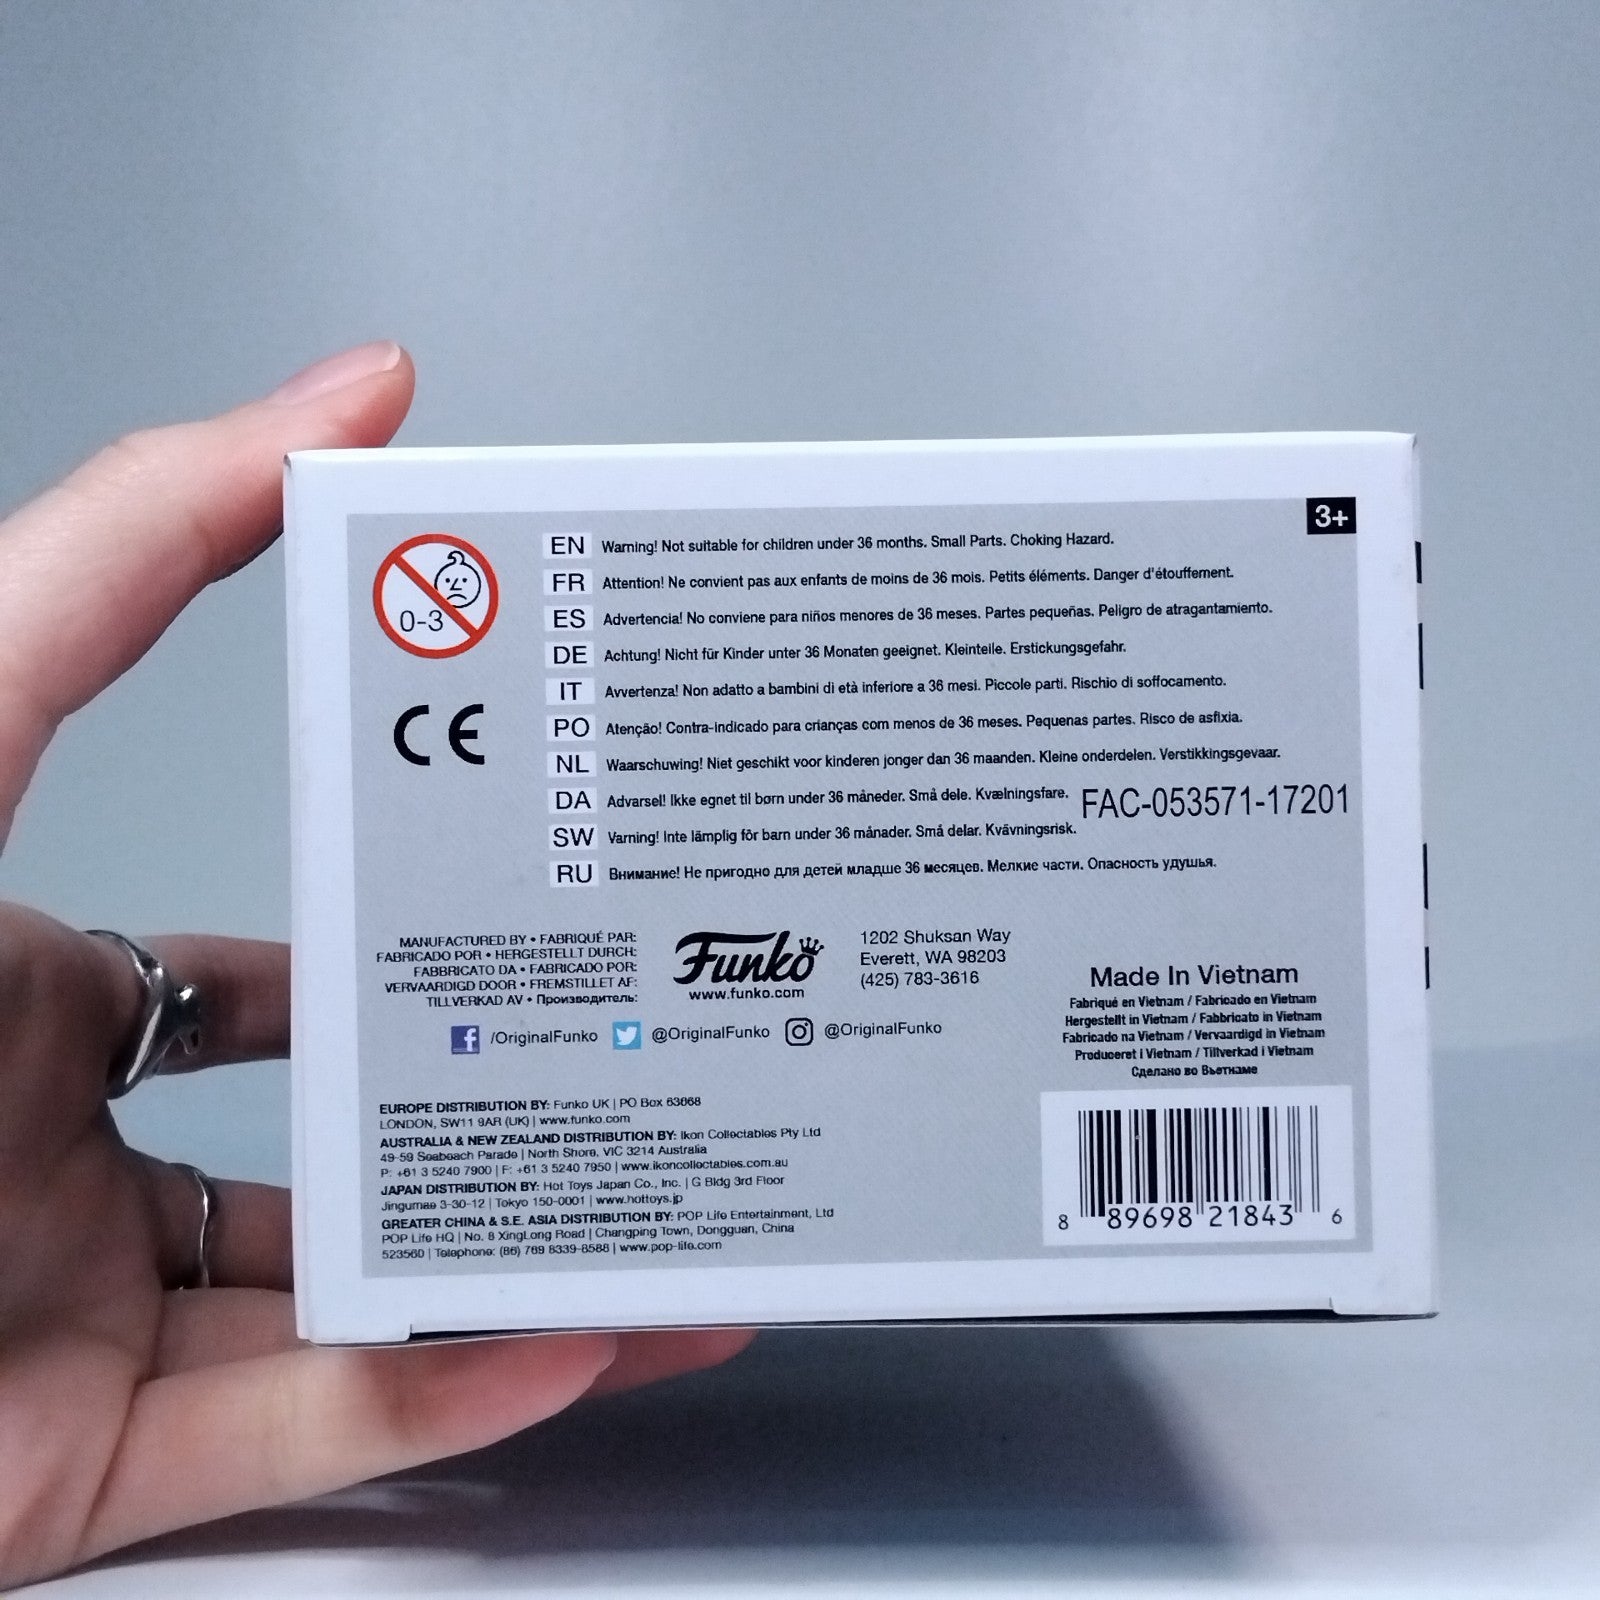 3+
0-3
EN Warning! Not suitable for children under 36 months. Small Parts. Choking Hazard.
FR Attention! Ne convient pas aux enfants de moins de 36 mois. Petits éléments. Danger d'étouffement.
ES Advertencia! No conviene para niños menores de 36 meses. Partes pequeñas. Peligro de atragantamiento.
DE Achtung! Nicht für Kinder unter 36 Monaten geeignet. Kleinteile. Erstickungsgefahr.
IT Avvertenza! Non adatto a bambini di età inferiore a 36 mesi. Piccole parti. Rischio di soffocamento.
PO Atenção! Contra-indicado para crianças com menos de 36 meses. Pequenas partes. Risco de asfixia.
NL Waarschuwing! Niet geschikt voor kinderen jonger dan 36 maanden. Kleine onderdelen. Verstikkingsgevaar.
DA Advarsel! Ikke egnet til børn under 36 måneder. Små dele. Kvælningsfare.
SW Varning! Inte lämplig för barn under 36 månader. Små delar. Kvävningsrisk.
RU Внимание! Не пригодно для детей младше 36 месяцев. Мелкие части. Опасность удушья.
CE
FAC-053571-17201
MANUFACTURED BY • FABRIQUÉ PAR:
FABRICADO POR • HERGESTELLT DURCH:
FABBRICATO DA • FABRICADO POR:
VERVAARDIGD DOOR • FREMSTILLET AF:
TILLVERKAD AV • Производитель:
Funko
www.funko.com
1202 Shuksan Way
Everett, WA 98203
(425) 783-3616
/OriginalFunko @OriginalFunko @OriginalFunko
Made In Vietnam
Fabriqué en Vietnam / Fabricado en Vietnam
Hergestellt in Vietnam / Fabbricato in Vietnam
Fabricado na Vietnam / Vervaardigd in Vietnam
Produceret i Vietnam / Tillverkad i Vietnam
Сделано во Вьетнаме
EUROPE DISTRIBUTION BY: Funko UK | PO Box 63068
LONDON, SW11 9AR (UK) | www.funko.com
AUSTRALIA & NEW ZEALAND DISTRIBUTION BY: Ikon Collectables Pty Ltd
49-59 Seabeach Parade | North Shore, VIC 3214 Australia
P: +61 3 5240 7900 | F: +61 3 5240 7950 | www.ikoncollectables.com.au
JAPAN DISTRIBUTION BY: Hot Toys Japan Co., Inc. | G Bldg 3rd Floor
Jingumae 3-30-12 | Tokyo 150-0001 | www.hottoys.jp
GREATER CHINA & S.E. ASIA DISTRIBUTION BY: POP Life Entertainment, Ltd
POP Life HQ | No. 8 XingLong Road | Changping Town, Dongguan, China
523560 | Telephone: (86) 769 8339-8588 | www.pop-life.com
8 89698 21843 6